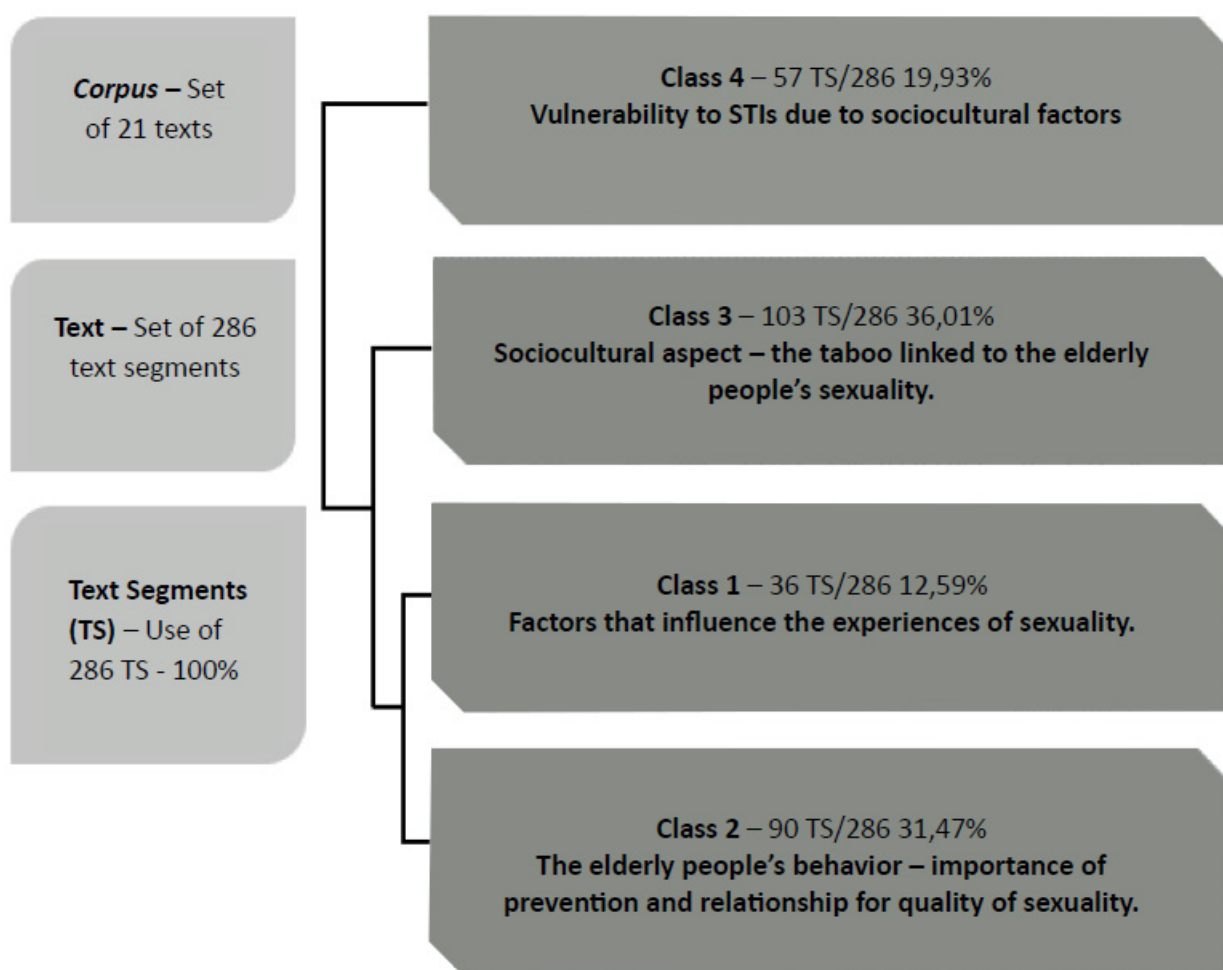 Corpus – Set
of 21 texts
Text – Set of 286
text segments
Text Segments
(TS) – Use of
286 TS - 100%
Class 4 – 57 TS/286 19,93%
Vulnerability to STIs due to sociocultural factors
Class 3 – 103 TS/286 36,01%
Sociocultural aspect – the taboo linked to the elderly
people’s sexuality.
Class 1 – 36 TS/286 12,59%
Factors that influence the experiences of sexuality.
Class 2 – 90 TS/286 31,47%
The elderly people’s behavior – importance of
prevention and relationship for quality of sexuality.